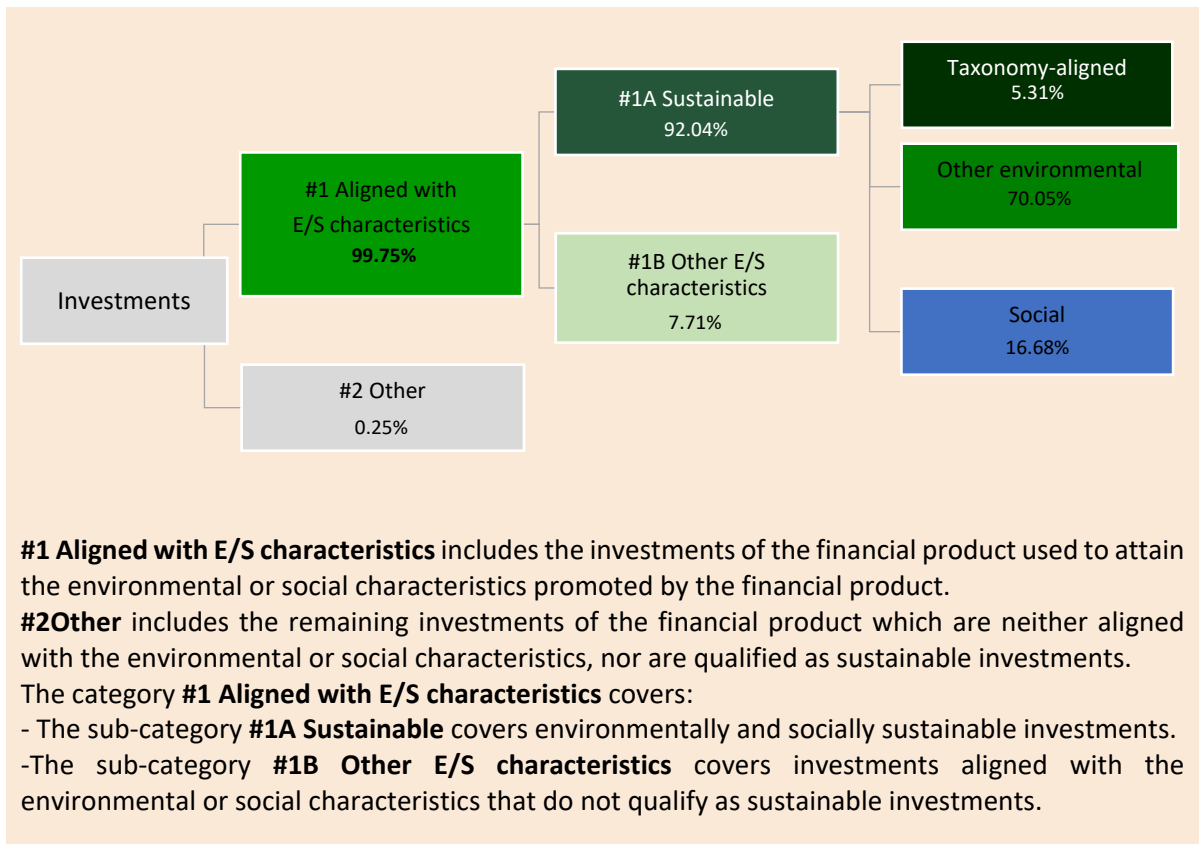 Investments
#1 Aligned with
E/S characteristics
99.75%
#2 Other
0.25%
#1A Sustainable
92.04%
#1B Other E/S
characteristics
7.71%
Taxonomy-aligned
5.31%
Other environmental
70.05%
Social
16.68%
#1 Aligned with E/S characteristics includes the investments of the financial product used to attain
the environmental or social characteristics promoted by the financial product.
#2Other includes the remaining investments of the financial product which are neither aligned
with the environmental or social characteristics, nor are qualified as sustainable investments.
The category #1 Aligned with E/S characteristics covers:
- The sub-category #1A Sustainable covers environmentally and socially sustainable investments.
-The sub-category #1B Other E/S characteristics covers investments aligned with the
environmental or social characteristics that do not qualify as sustainable investments.